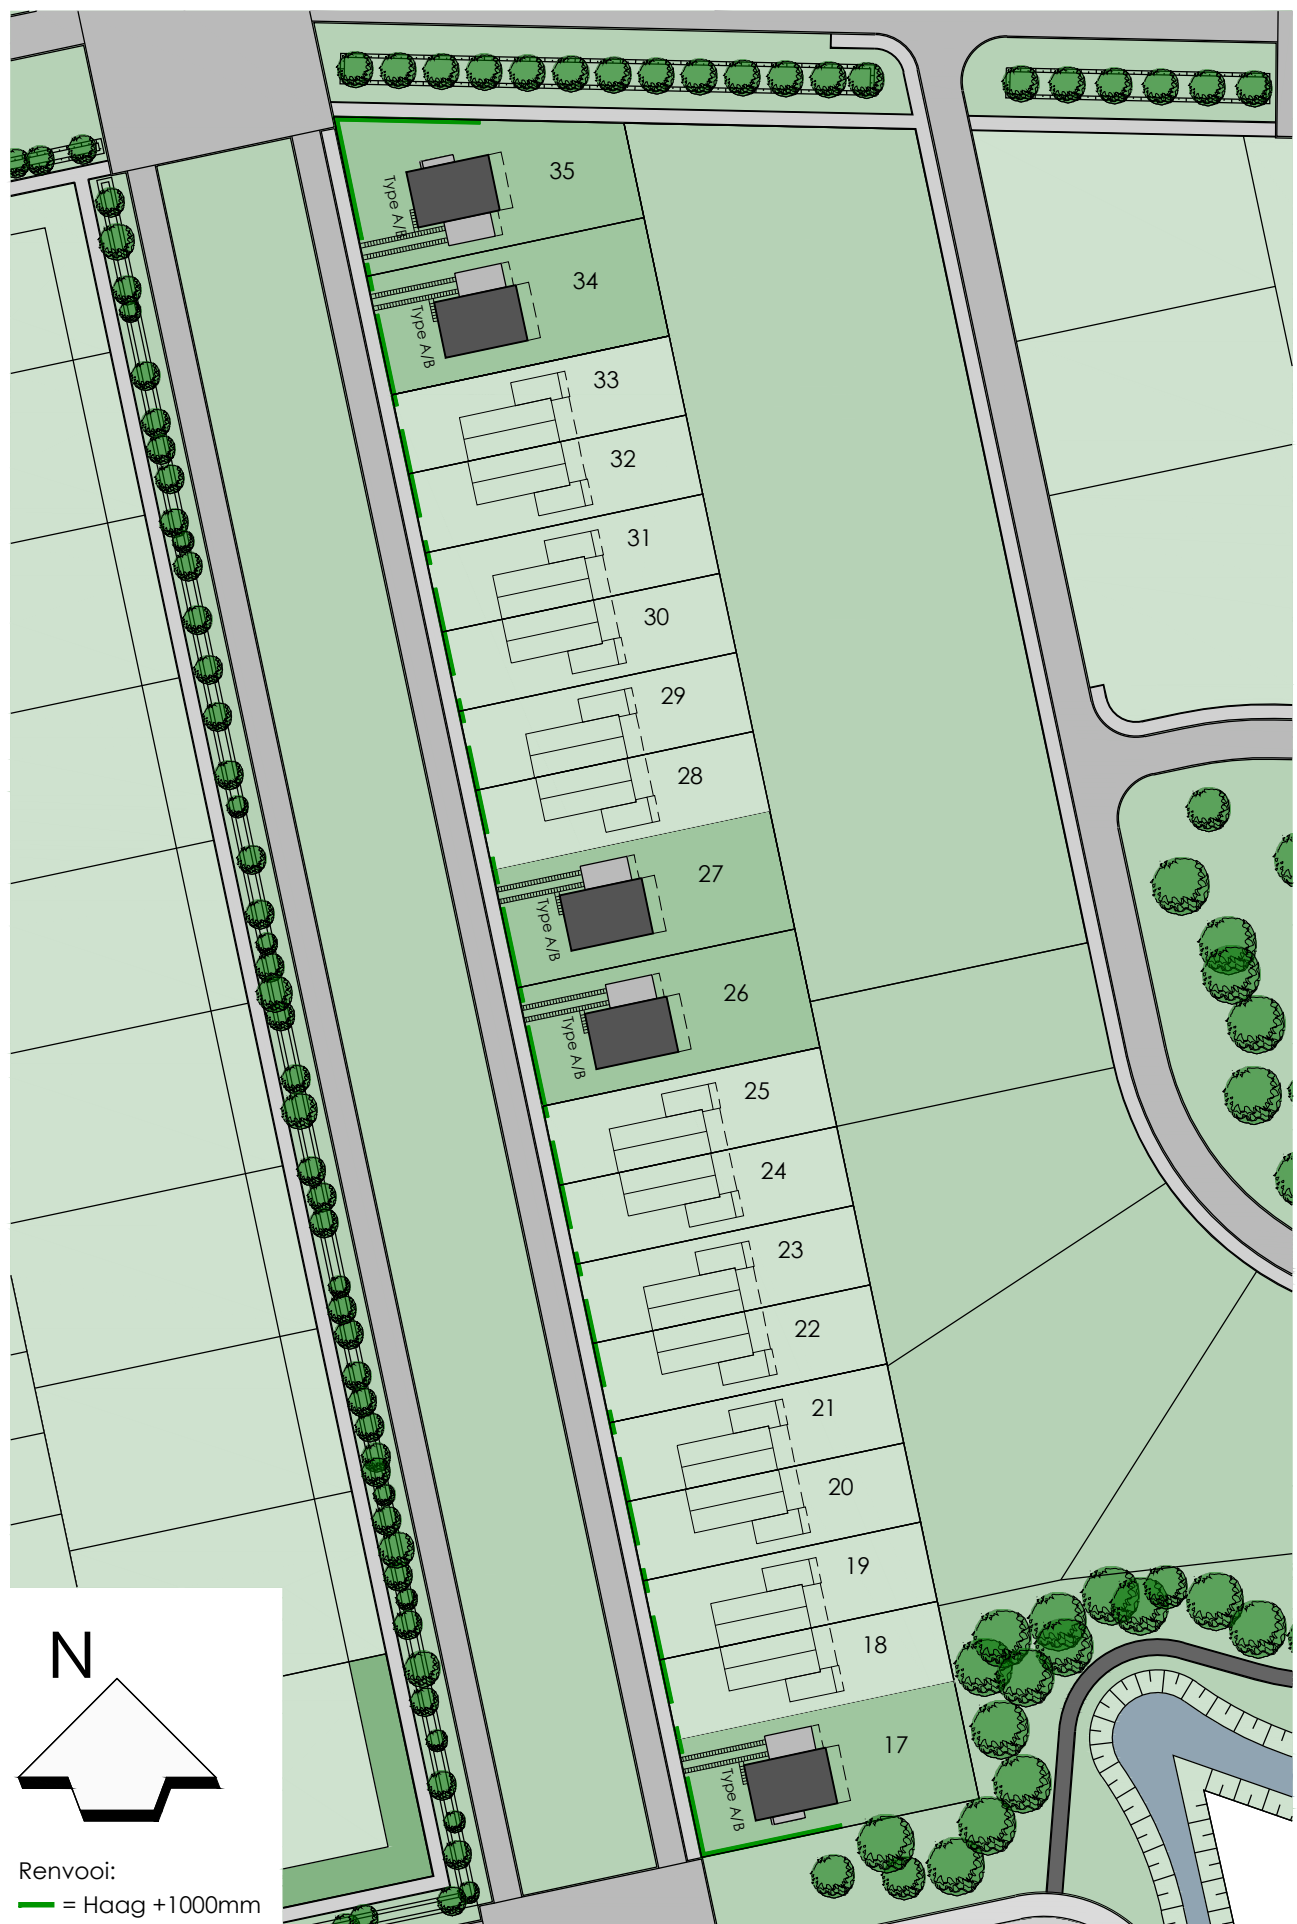 35
Type A/B
34
Type A/B
33
32
31
30
29
28
27
Type A/B
26
Type A/B
25
24
23
22
21
20
19
18
17
Type A/B
N
Renvooi:
= Haag +1000mm